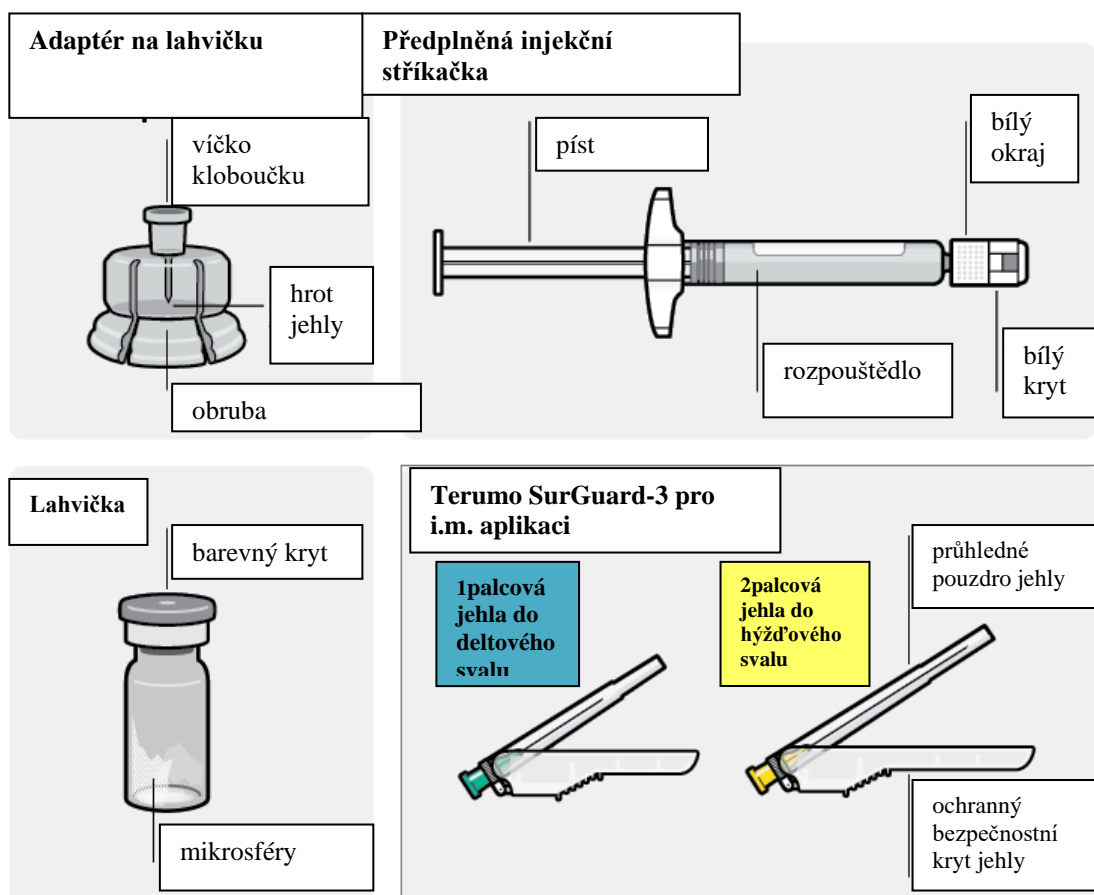 Adaptér na lahvičku
víčko
kloboučku
hrot
jehly
obruba
Předplněná injekční
stříkačka
píst
bílý
okraj
rozpouštědlo
bílý
kryt
Lahvička
barevný kryt
mikrosféry
Terumo SurGuard-3 pro
i.m. aplikaci
1palcová
jehla do
deltového
svalu
2palcová
jehla do
hýžďového
svalu
průhledné
pouzdro jehly
ochranný
bezpečnostní
kryt jehly